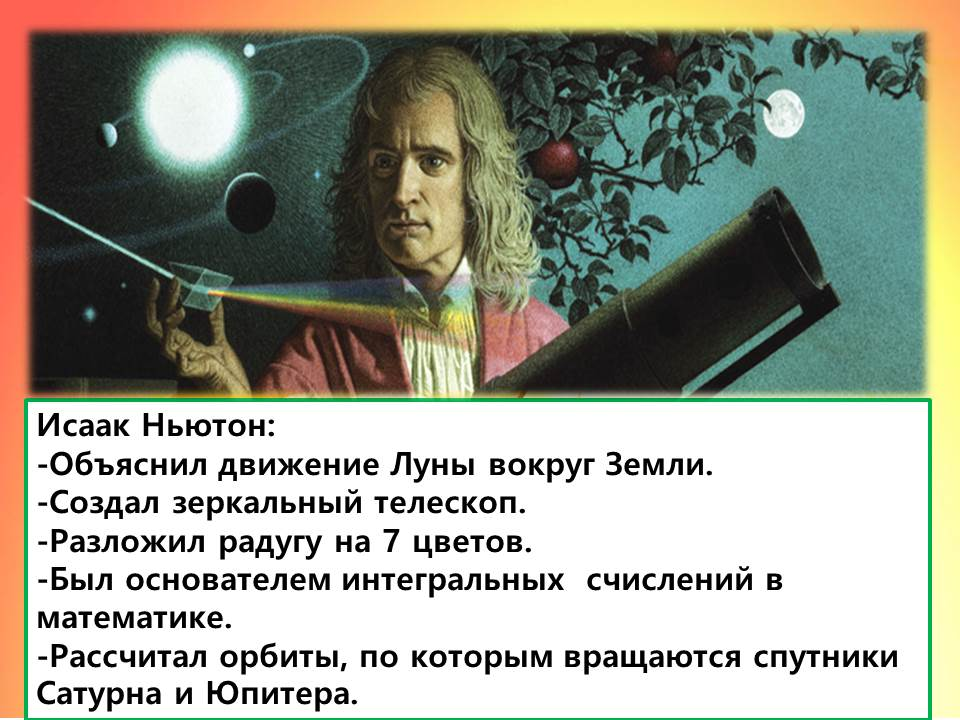 Исаак Ньютон:
-Объяснил движение Луны вокруг Земли.
-Создал зеркальный телескоп.
-Разложил радугу на 7 цветов.
-Был основателем интегральных  счислений в
математике.
-Рассчитал орбиты, по которым вращаются спутники
Сатурна и Юпитера.